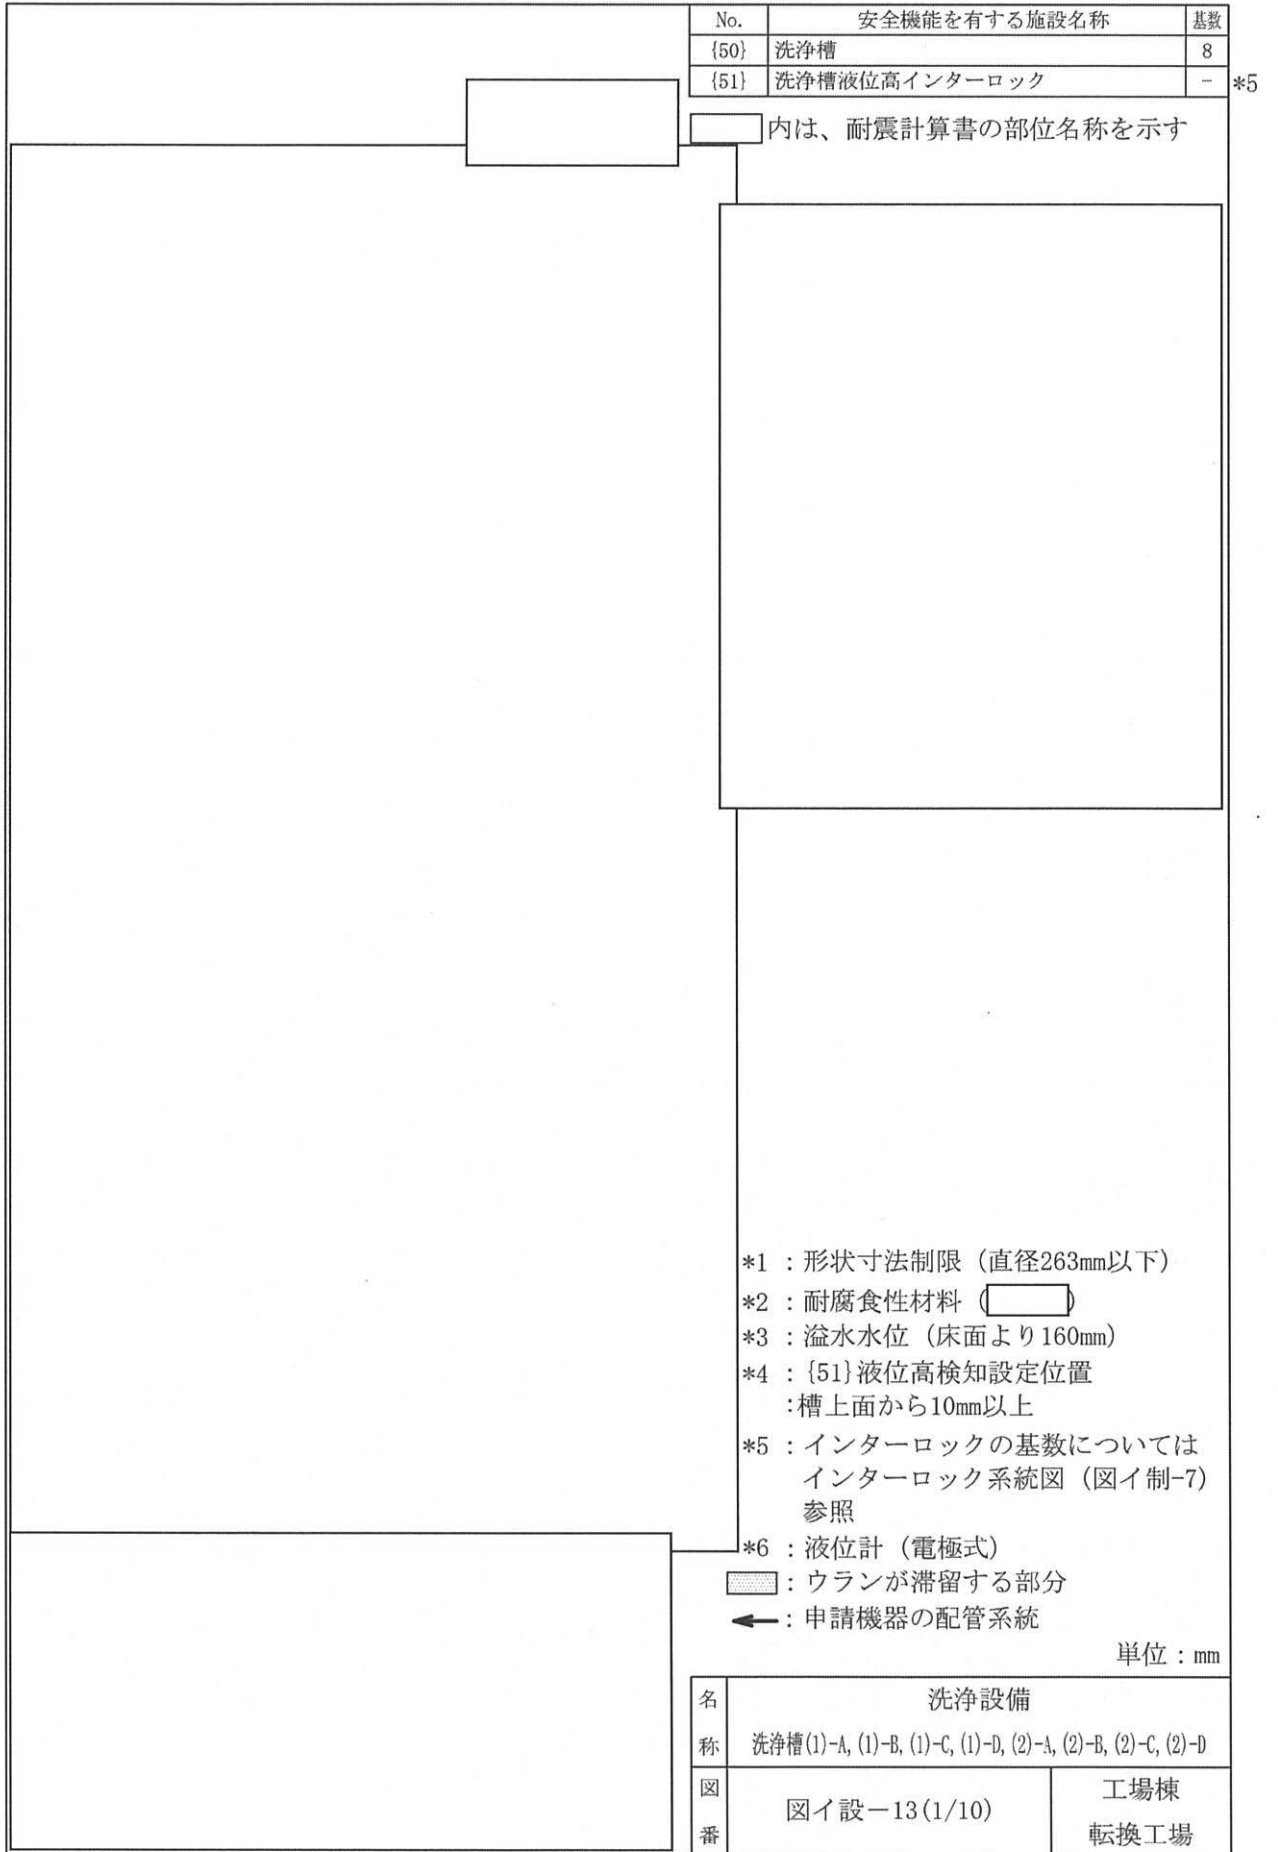 No. 安全機能を有する施設名称 基数
{50} 洗浄槽 8
{51} 洗浄槽液位高インターロック － *5
内は、耐震計算書の部位名称を示す
*1：形状寸法制限（直径263mm以下）
*2：耐腐食性材料（ ）
*3：溢水水位（床面より160mm）
*4：{51}液位高検知設定位置
：槽上面から10mm以上
*5：インターロックの基数については
インターロック系統図（図イ制-7）
参照
*6：液位計（電極式）
：ウランが滞留する部分
：申請機器の配管系統
単位：mm
名称 洗浄設備
洗浄槽(1)-A, (1)-B, (1)-C, (1)-D, (2)-A, (2)-B, (2)-C, (2)-D
図番 図イ設－13(1/10) 工場棟
転換工場